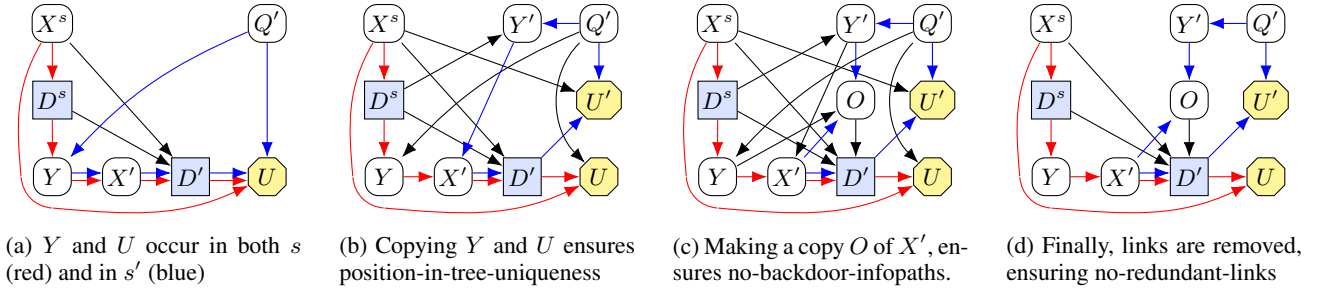 X^s Q′
D^s
Y X′ D′ U
(a) Y and U occur in both s
(red) and in s′ (blue)
X^s Y′ Q′
D^s U′
Y X′ D′ U
(b) Copying Y and U ensures
position-in-tree-uniqueness
X^s Y′ Q′
D^s O U′
Y X′ D′ U
(c) Making a copy O of X′, en-
sures no-backdoor-infopaths.
X^s Y′ Q′
D^s O U′
Y X′ D′ U
(d) Finally, links are removed,
ensuring no-redundant-links